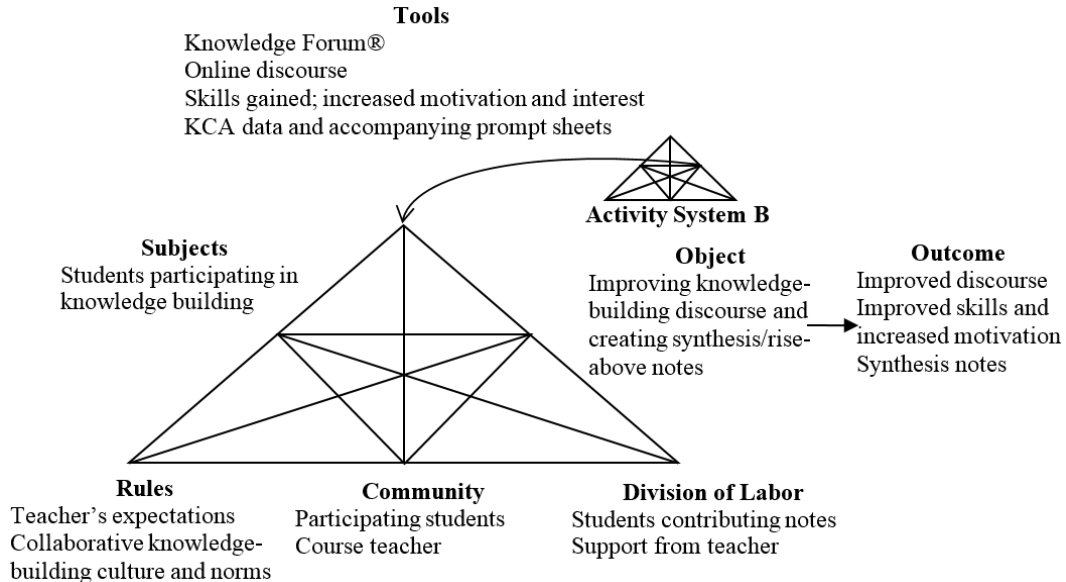 Tools
Knowledge Forum®
Online discourse
Skills gained; increased motivation and interest
KCA data and accompanying prompt sheets
Activity System B
Subjects
Students participating in
knowledge building
Object
Improving knowledge-
building discourse and
creating synthesis/rise-
above notes
Outcome
Improved discourse
Improved skills and
increased motivation
Synthesis notes
Rules
Teacher’s expectations
Collaborative knowledge-
building culture and norms
Community
Participating students
Course teacher
Division of Labor
Students contributing notes
Support from teacher